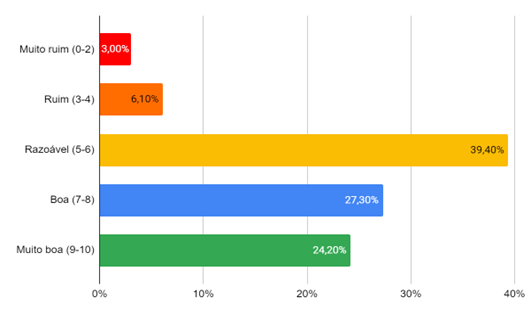 Muito ruim (0-2) 3,00%
Ruim (3-4) 6,10%
Razoável (5-6) 39,40%
Boa (7-8) 27,30%
Muito boa (9-10) 24,20%
0% 10% 20% 30% 40%